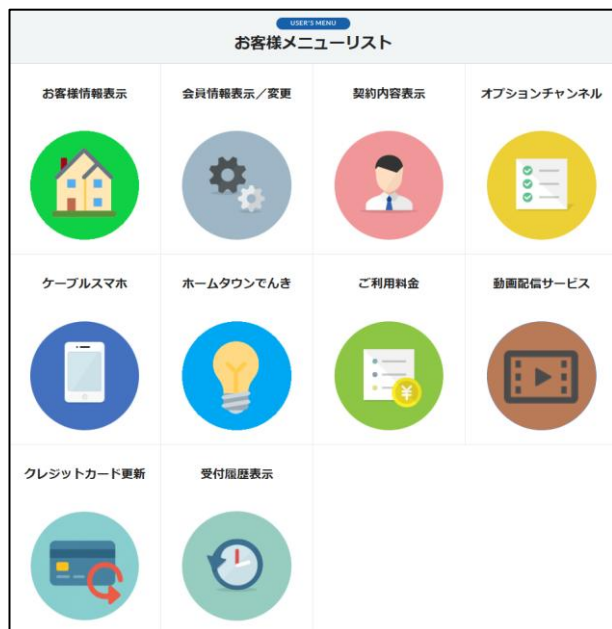 USER'S MENU
お客様メニューリスト
お客様情報表示
会員情報表示／変更
契約内容表示
オプションチャンネル
ケーブルスマホ
ホームタウンでんき
ご利用料金
¥
動画配信サービス
クレジットカード更新
受付履歴表示